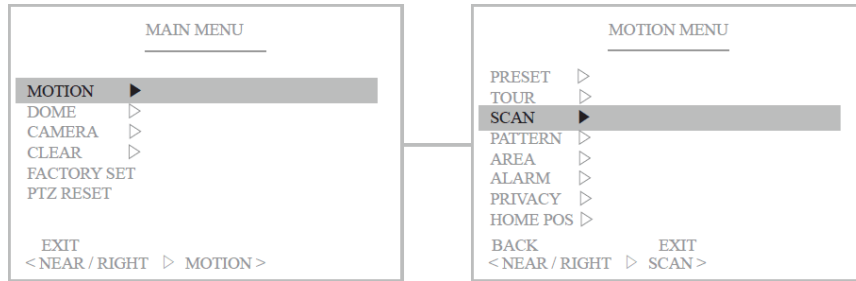 MAIN MENU
MOTION ▶
DOME ▷
CAMERA ▷
CLEAR ▷
FACTORY SET
PTZ RESET
EXIT
< NEAR / RIGHT ▷ MOTION >
MOTION MENU
PRESET ▷
TOUR ▷
SCAN ▶
PATTERN ▷
AREA ▷
ALARM ▷
PRIVACY ▷
HOME POS ▷
BACK EXIT
< NEAR / RIGHT ▷ SCAN >